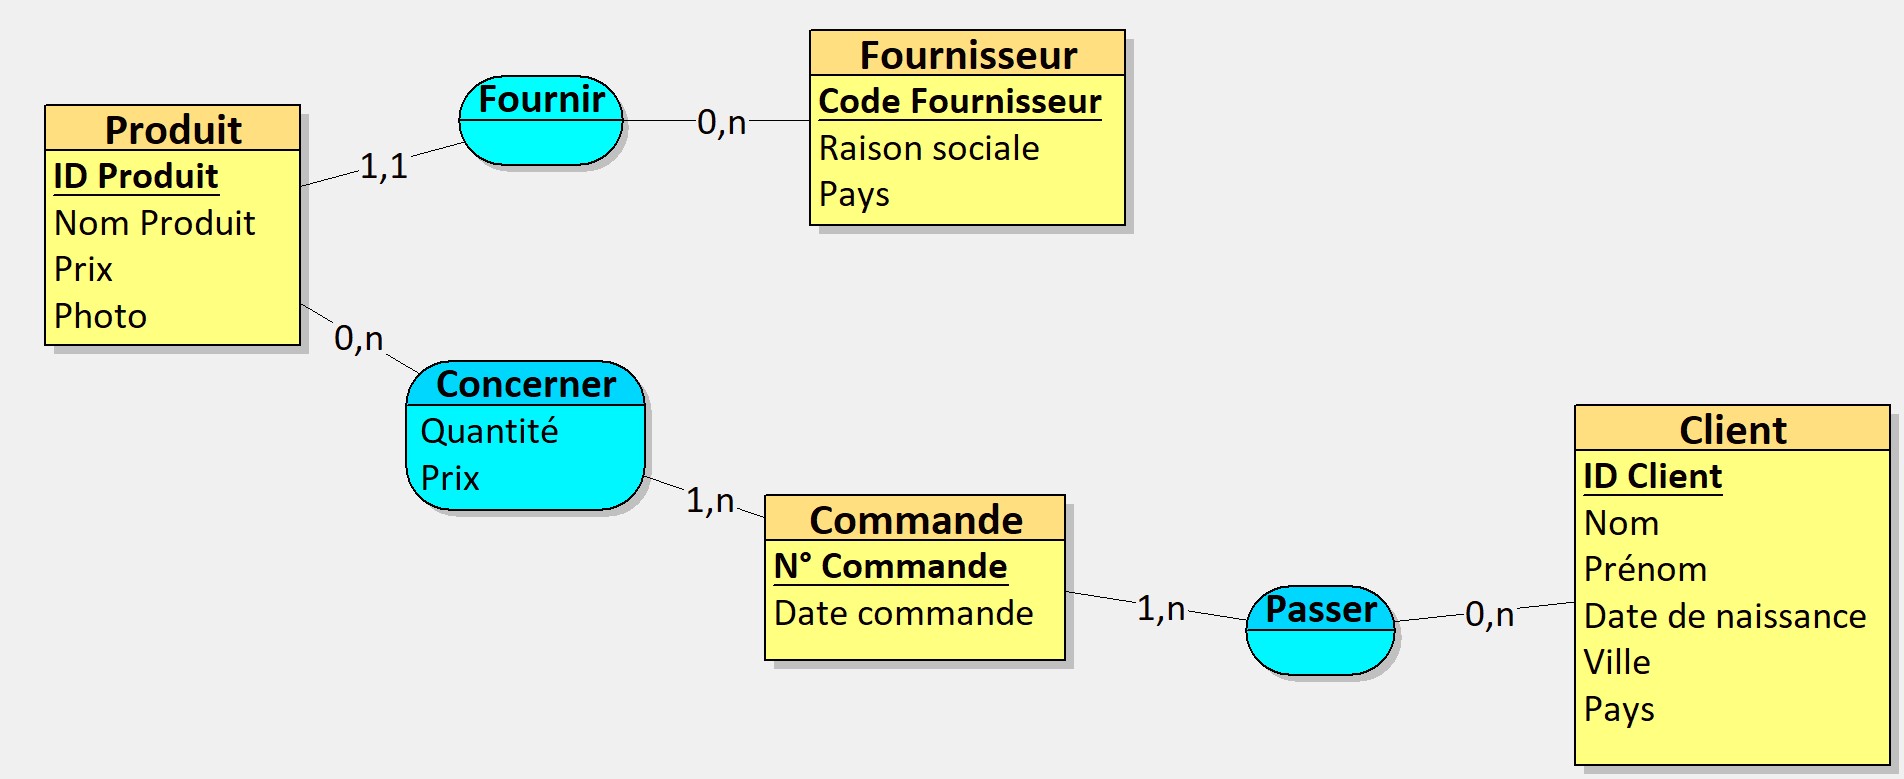 Produit
ID Produit
Nom Produit
Prix
Photo
1,1
Fournir
0,n
Fournisseur
Code Fournisseur
Raison sociale
Pays
0,n
Concerner
Quantité
Prix
1,n
Commande
N° Commande
Date commande
1,n
Passer
0,n
Client
ID Client
Nom
Prénom
Date de naissance
Ville
Pays